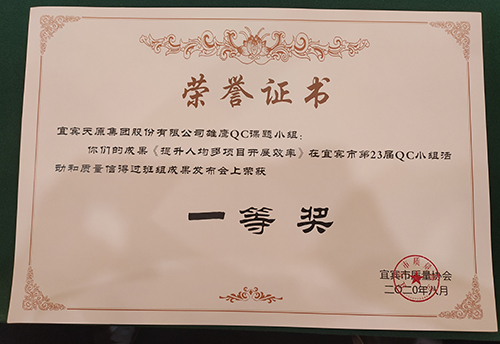 荣誉证书
宜宾天原集团股份有限公司雄鹰QC课题小组：
你们的成果《提升人均多项目开展效率》在宜宾市第23届QC小组活
动和质量信得过班组成果发布会上荣获
一等奖
宜宾市质量协会
二〇二〇年八月